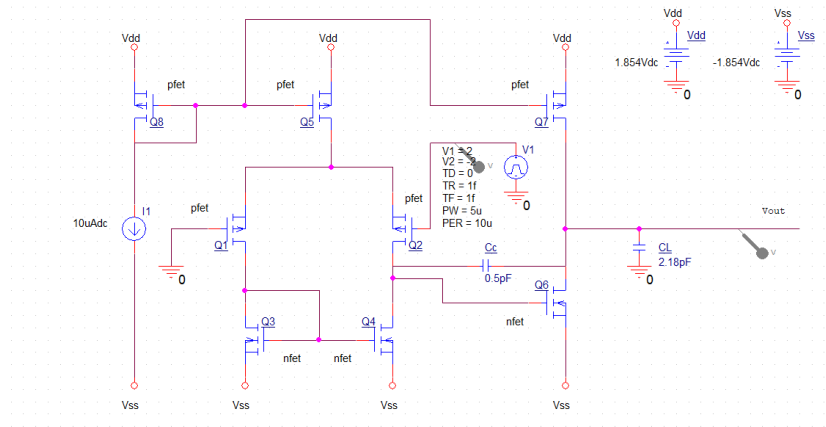 Vdd
Vss
Vdd
Vss
1.854Vdc
-1.854Vdc
0
0
Vdd
Vdd
Vdd
pfet
pfet
pfet
Q8
Q5
Q7
V1 = 2
V2 = -2
TD = 0
TR = 1f
TF = 1f
PW = 5u
PER = 10u
V
V1
0
I1
10uAdc
pfet
Q1
0
pfet
Q2
Vout
Cc
0.5pF
CL
2.18pF
0
V
Q6
nfet
Q3
nfet
Q4
nfet
Vss
Vss
Vss
Vss